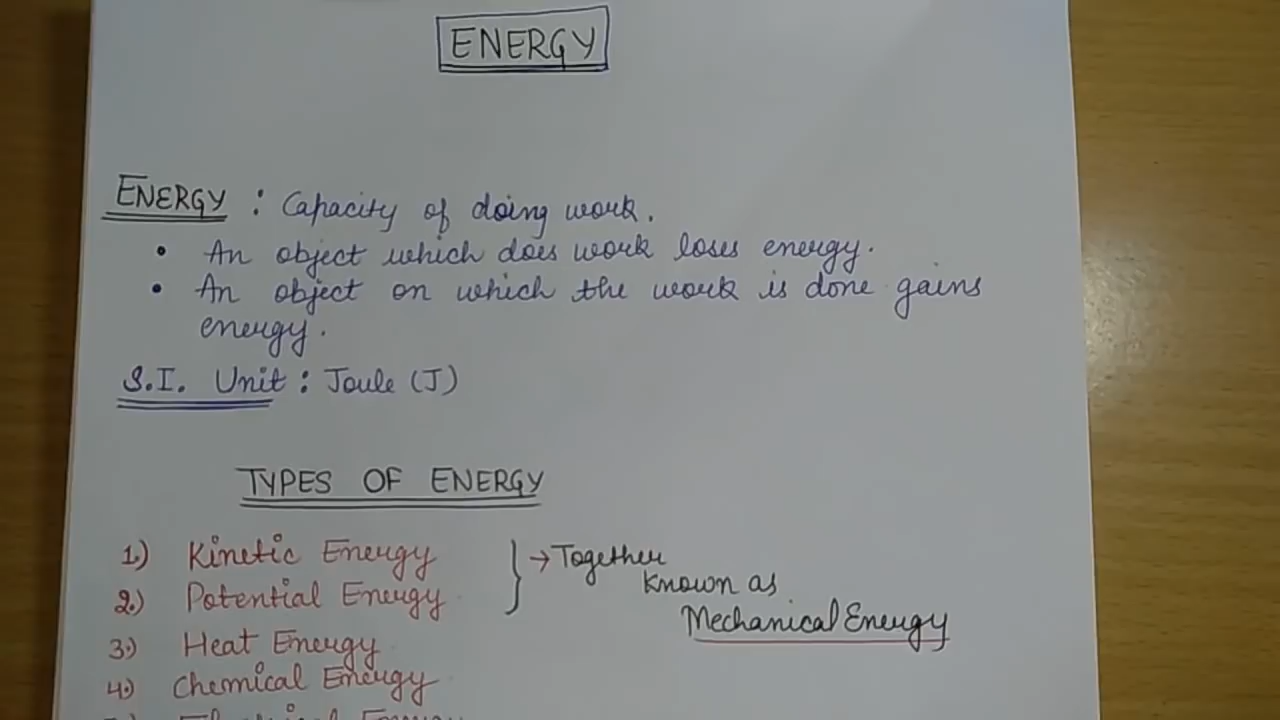 ENERGY
ENERGY : Capacity of doing work.
• An object which does work loses energy.
• An object on which the work is done gains
energy.
S.I. Unit : Joule (J)
TYPES OF ENERGY
1.) Kinetic Energy
2.) Potential Energy
} → Together
known as
Mechanical Energy
3.) Heat Energy
4.) Chemical Energy